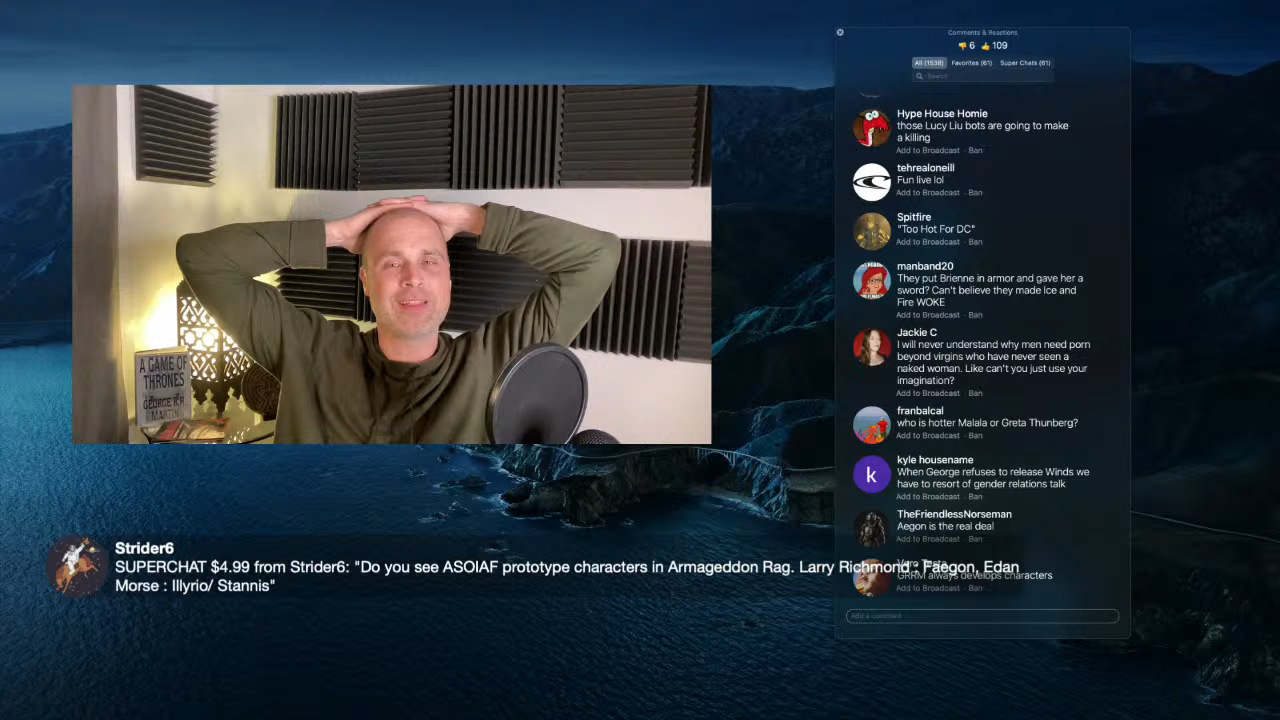 Comments & Reactions
👎 6 👍 109
All (1536) Favorites (61) Super Chats (61)
Search
Hype House Homie
those Lucy Liu bots are going to make
a killing
Add to Broadcast · Ban
tehrealoneill
Fun live lol
Add to Broadcast · Ban
Spitfire
"Too Hot For DC"
Add to Broadcast · Ban
manband20
They put Brienne in armor and gave her a
sword? Can't believe they made Ice and
Fire WOKE
Add to Broadcast · Ban
Jackie C
I will never understand why men need porn
beyond virgins who have never seen a
naked woman. Like can't you just use your
imagination?
Add to Broadcast · Ban
franbalcal
who is hotter Malala or Greta Thunberg?
Add to Broadcast · Ban
k
kyle housename
When George refuses to release Winds we
have to resort of gender relations talk
Add to Broadcast · Ban
TheFriendlessNorseman
Aegon is the real deal
Add to Broadcast · Ban
GRRM always develops characters
Add to Broadcast · Ban
Add a comment
A GAME OF
THRONES
GEORGE R.R.
MARTIN
Strider6
SUPERCHAT $4.99 from Strider6: "Do you see ASOIAF prototype characters in Armageddon Rag. Larry Richmond : Faegon, Edan
Morse : Illyrio/ Stannis"